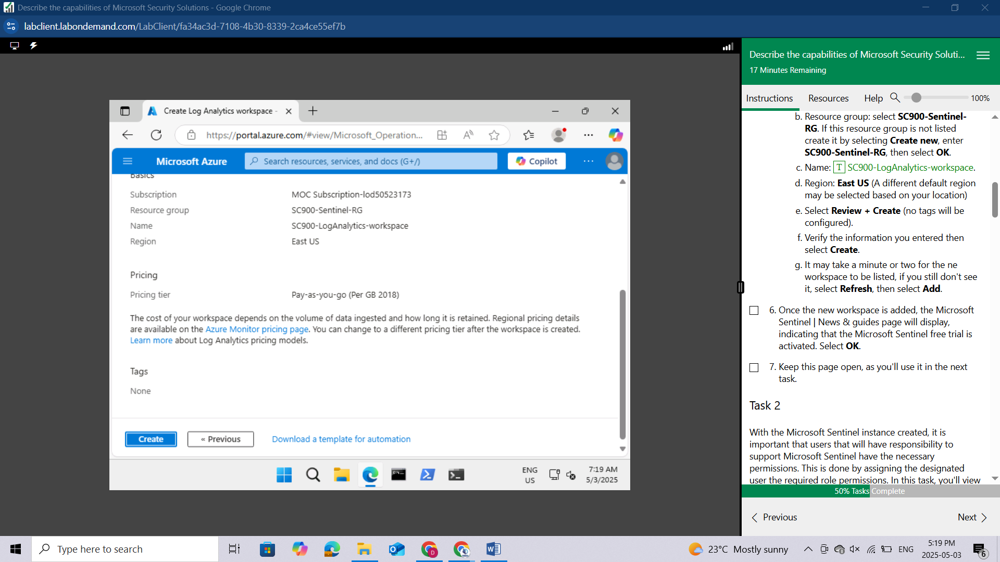 Describe the capabilities of Microsoft Security Solutions - Google Chrome
labclient.labondemand.com/LabClient/fa34ac3d-7108-4b30-8339-2ca4ce55ef7b
Create Log Analytics workspace -
https://portal.azure.com/#view/Microsoft_Operation...
Microsoft Azure
Search resources, services, and docs (G+/)
Copilot
Basics
Subscription MOC Subscription-lod50523173
Resource group SC900-Sentinel-RG
Name SC900-LogAnalytics-workspace
Region East US
Pricing
Pricing tier Pay-as-you-go (Per GB 2018)
The cost of your workspace depends on the volume of data ingested and how long it is retained. Regional pricing details
are available on the Azure Monitor pricing page. You can change to a different pricing tier after the workspace is created.
Learn more about Log Analytics pricing models.
Tags
None
Create
« Previous
Download a template for automation
ENG
US
7:19 AM
5/3/2025
Describe the capabilities of Microsoft Security Soluti...
17 Minutes Remaining
Instructions Resources Help 100%
b. Resource group: select SC900-Sentinel-
RG. If this resource group is not listed
create it by selecting Create new, enter
SC900-Sentinel-RG, then select OK.
c. Name: T SC900-LogAnalytics-workspace.
d. Region: East US (A different default region
may be selected based on your location)
e. Select Review + Create (no tags will be
configured).
f. Verify the information you entered then
select Create.
g. It may take a minute or two for the ne
workspace to be listed, if you still don't see
it, select Refresh, then select Add.
6. Once the new workspace is added, the Microsoft
Sentinel | News & guides page will display,
indicating that the Microsoft Sentinel free trial is
activated. Select OK.
7. Keep this page open, as you'll use it in the next
task.
Task 2
With the Microsoft Sentinel instance created, it is
important that users that will have responsibility to
support Microsoft Sentinel have the necessary
permissions. This is done by assigning the designated
user the required role permissions. In this task, you'll view
50% Tasks Complete
Previous
Next
Type here to search
23°C Mostly sunny
ENG
5:19 PM
2025-05-03
6